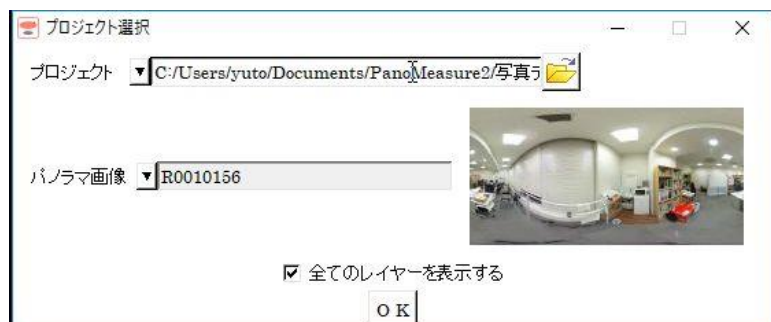 プロジェクト選択
プロジェクト C:/Users/yuto/Documents/PanoMeasure2/写真ラ
パノラマ画像 R0010156
全てのレイヤーを表示する
O K